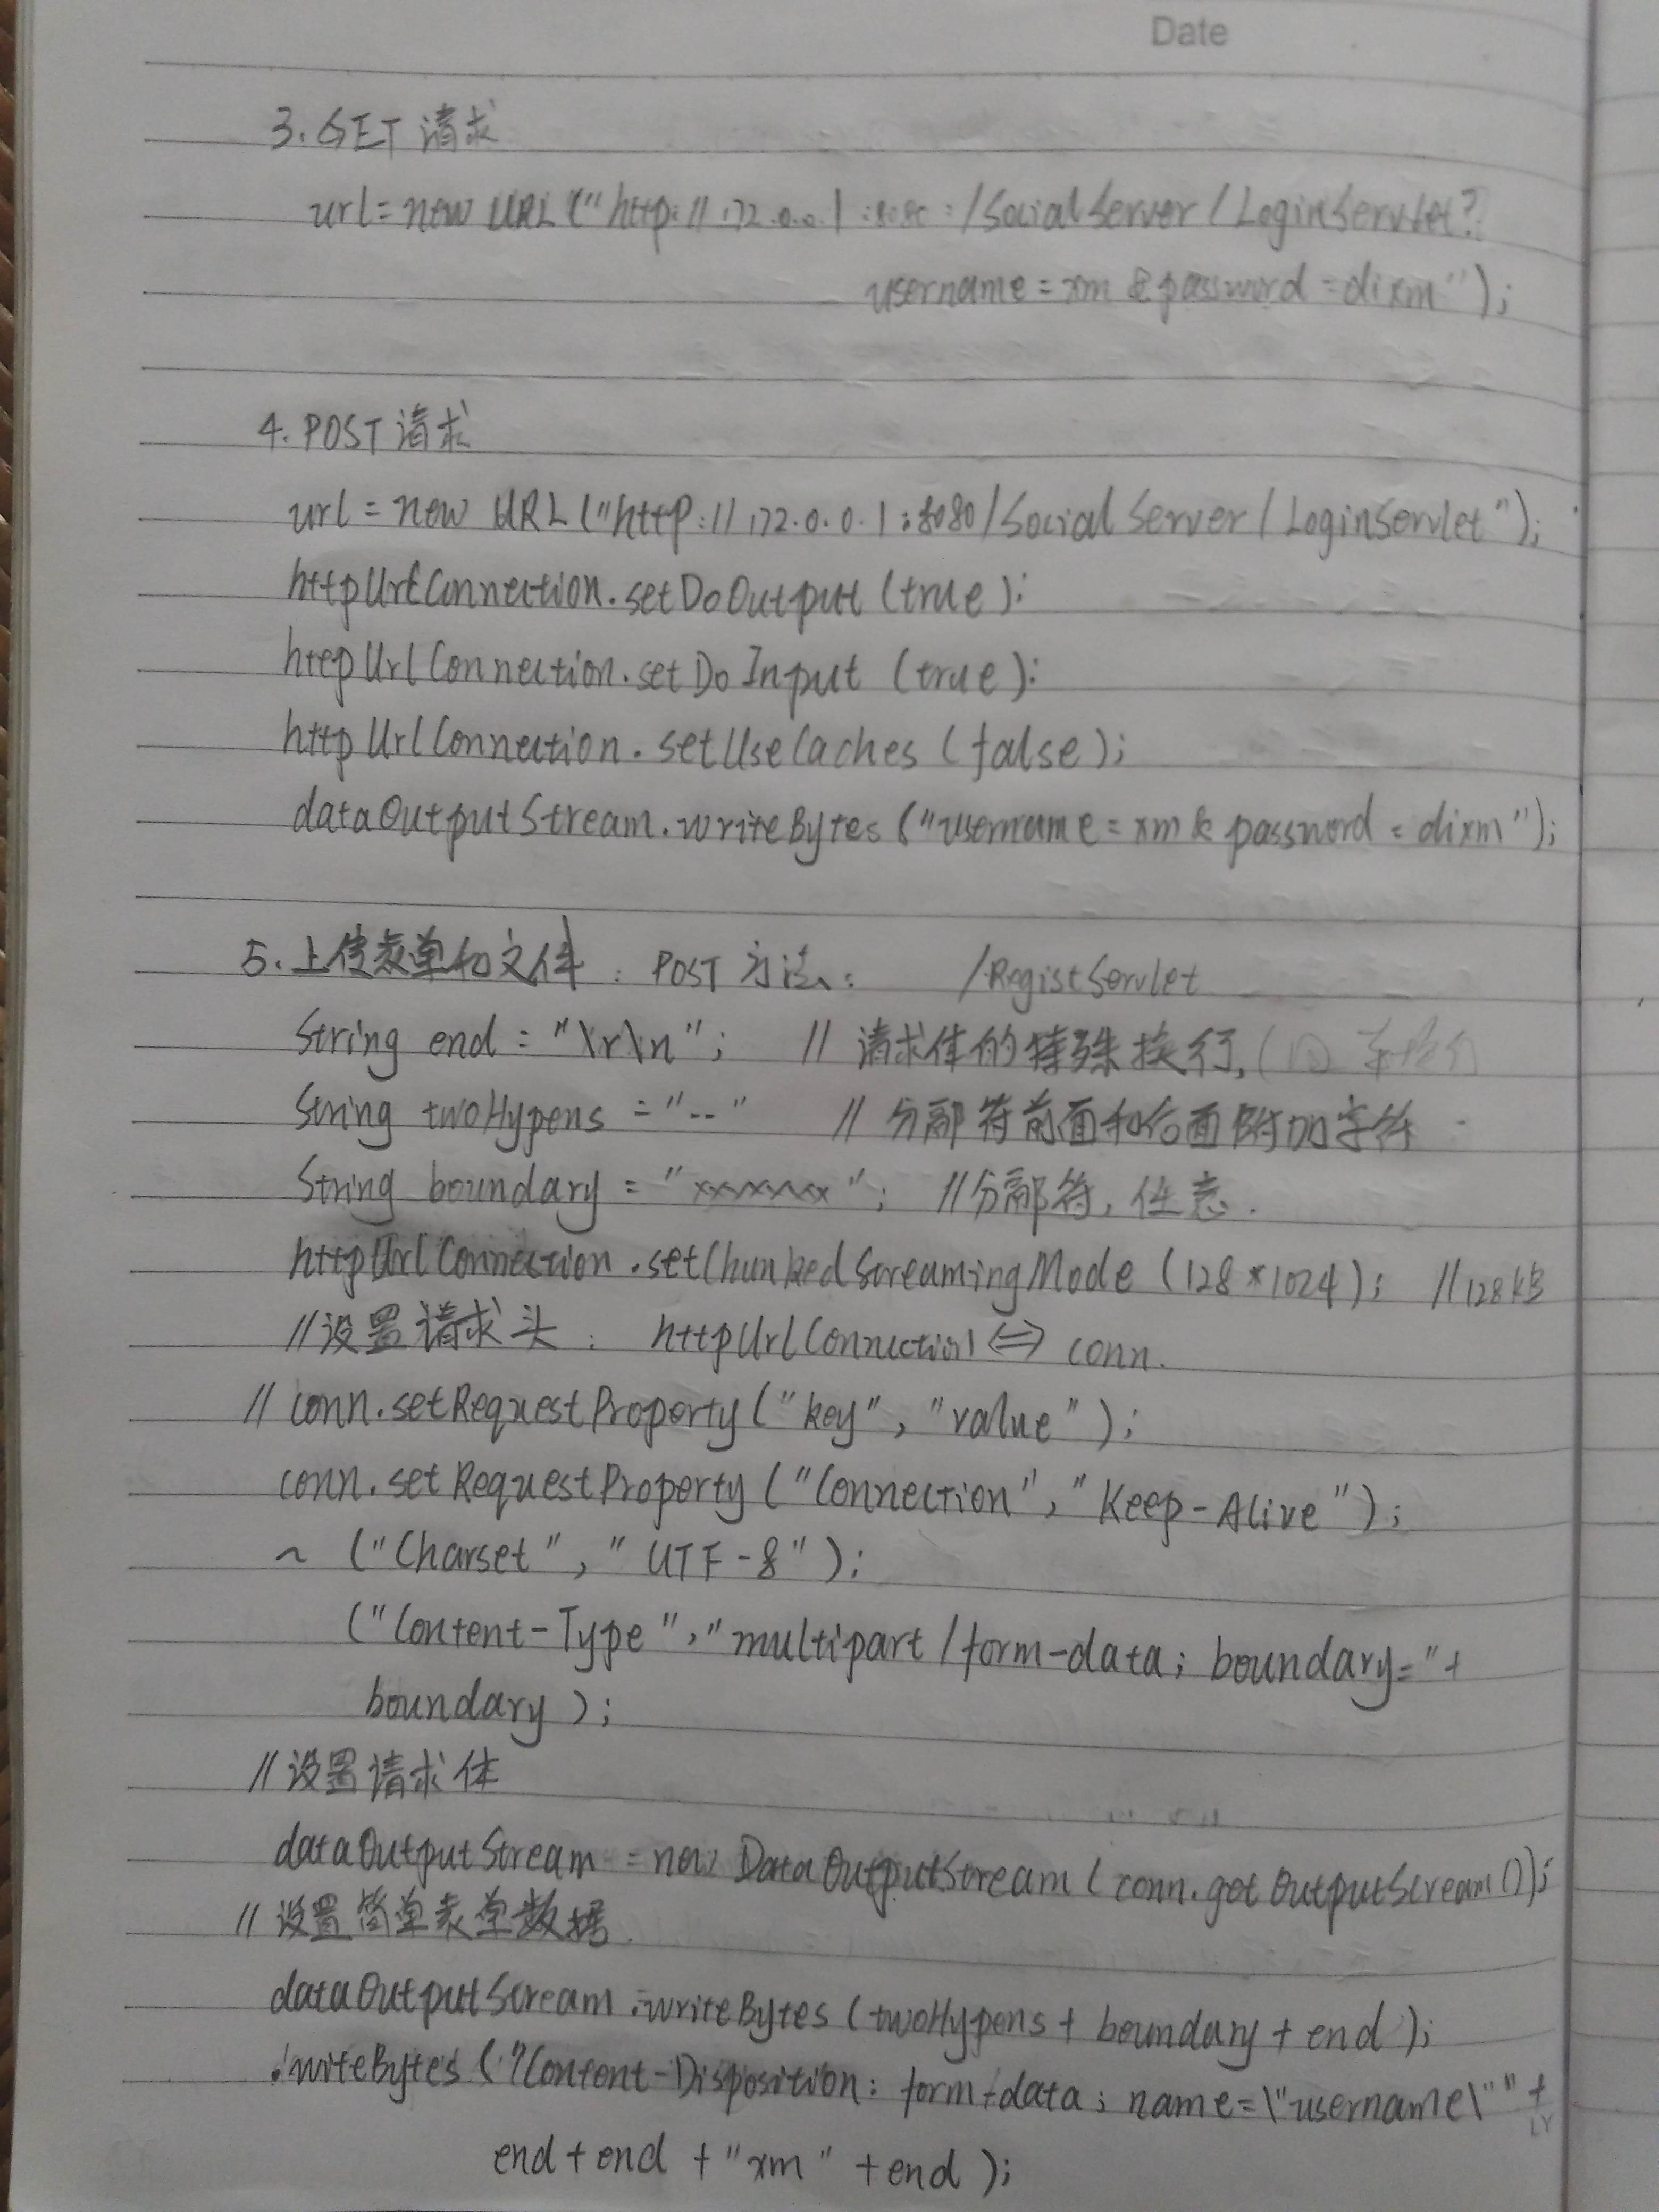 Date
3. GET 请求
url = new URL("http://172.0.0.1:8080:/SocialServer/LoginServlet?
username=xm&password=dixm");
4. POST 请求
url = new URL("http://172.0.0.1:8080/SocialServer/LoginServlet");
httpUrlConnection.setDoOutput(true);
httpUrlConnection.setDoInput(true);
httpUrlConnection.setUseCaches(false);
dataOutputStream.writeBytes("username=xm&password=dixm");
5. 上传表单和文件: POST 方法: /RegistServlet
String end = "\r\n"; // 请求体的特殊换行,
String twoHypens = "--" // 分部符前面和后面附加字符
String boundary = "xxxxxxx"; // 分部符, 任意.
httpUrlConnection.setChunkedStreamingMode(128*1024); //128KB
// 设置请求头: httpUrlConnection <=> conn.
// conn.setRequestProperty("key", "value");
conn.setRequestProperty("Connection", "Keep-Alive");
~ ("Charset", "UTF-8");
("Content-Type", "multipart/form-data; boundary="+
boundary);
// 设置请求体
dataOutputStream = new DataOutputStream(conn.getOutputStream());
// 设置简单表单数据.
dataOutputStream.writeBytes(twoHypens + boundary + end);
.writeBytes("Content-Disposition: form-data; name=\"username\"" +
LY
end + end + "xm" + end);